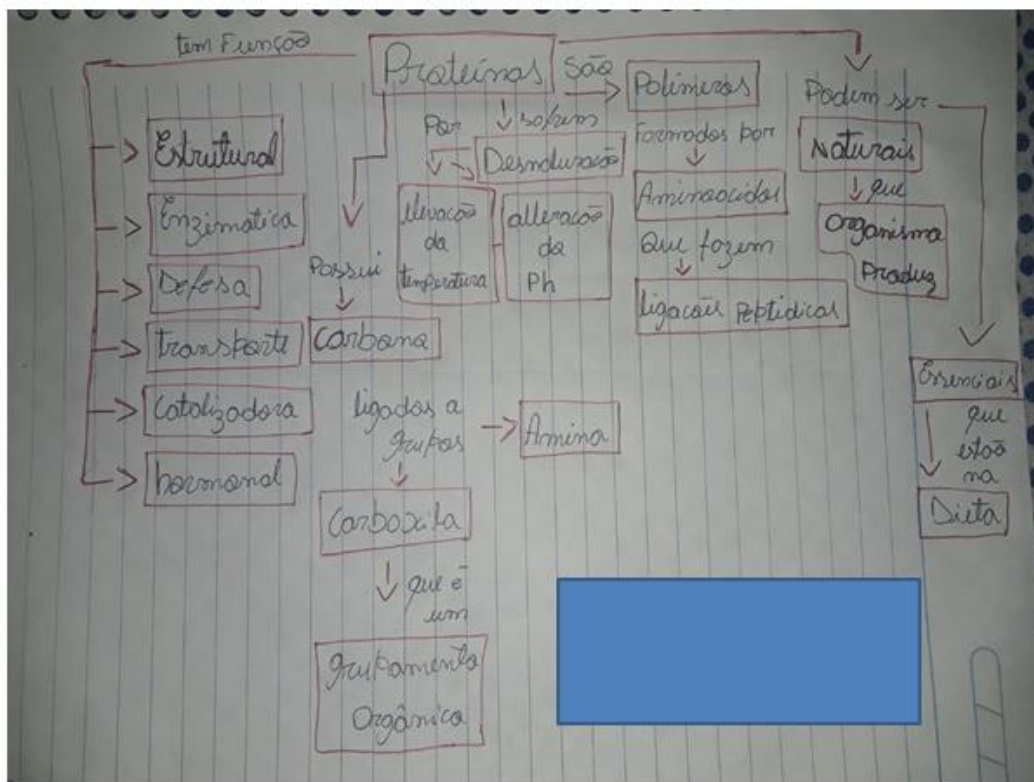 tem Função
Proteínas
São
Polímeros
Podem ser
Estrutural
Enzimática
Defesa
transporte
Catalizadora
hormonal
Possui
Carbono
ligados a
grupos
Amina
Carboxila
que é
um
grupamento
Orgânico
Por
sofrem
Desnaturação
elevação
da
temperatura
alteração
do
Ph
Formados por
Aminoácidos
Que fazem
ligações Peptídicas
Naturais
que
Organismo
Produz
Essenciais
que
estão
na
Dieta